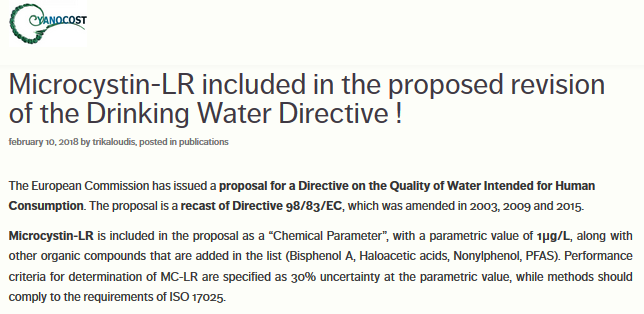 CYANOCOST
Microcystin-LR included in the proposed revision
of the Drinking Water Directive !
february 10, 2018 by trikaloudis, posted in publications
The European Commission has issued a proposal for a Directive on the Quality of Water Intended for Human
Consumption. The proposal is a recast of Directive 98/83/EC, which was amended in 2003, 2009 and 2015.
Microcystin-LR is included in the proposal as a “Chemical Parameter”, with a parametric value of 1μg/L, along with
other organic compounds that are added in the list (Bisphenol A, Haloacetic acids, Nonylphenol, PFAS). Performance
criteria for determination of MC-LR are specified as 30% uncertainty at the parametric value, while methods should
comply to the requirements of ISO 17025.